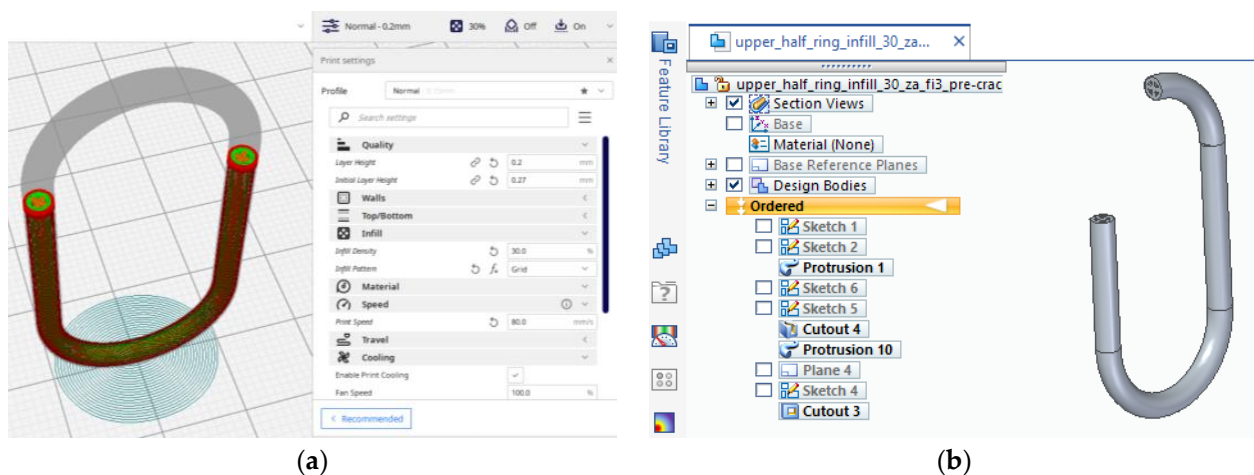 Normal - 0.2mm 30% Off On
Print settings ×
Profile Normal 0.15mm
Search settings
Quality
Layer Height 0.2 mm
Initial Layer Height 0.27 mm
Walls
Top/Bottom
Infill
Infill Density 30.0 %
Infill Pattern Grid
Material
Speed
Print Speed 80.0 mm/s
Travel
Cooling
Enable Print Cooling
Fan Speed 100.0 %
< Recommended
(a)
Feature Library
upper_half_ring_infill_30_za... ×
upper_half_ring_infill_30_za_fi3_pre-crac
Section Views
Base
Material (None)
Base Reference Planes
Design Bodies
Ordered
Sketch 1
Sketch 2
Protrusion 1
Sketch 6
Sketch 5
Cutout 4
Protrusion 10
Plane 4
Sketch 4
Cutout 3
(b)